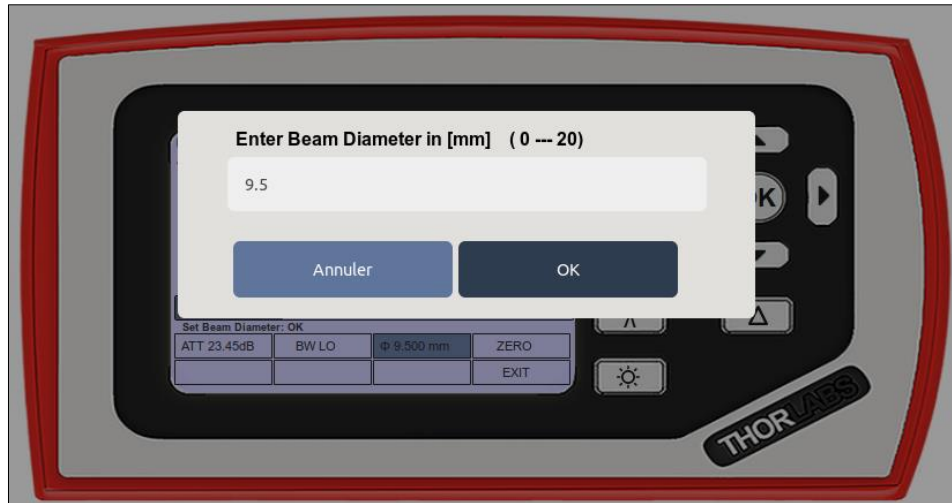 Enter Beam Diameter in [mm] ( 0 --- 20)
9.5
Annuler OK
Set Beam Diameter: OK
ATT 23.45dB BW LO Φ 9.500 mm ZERO
EXIT
Δ
THORLABS